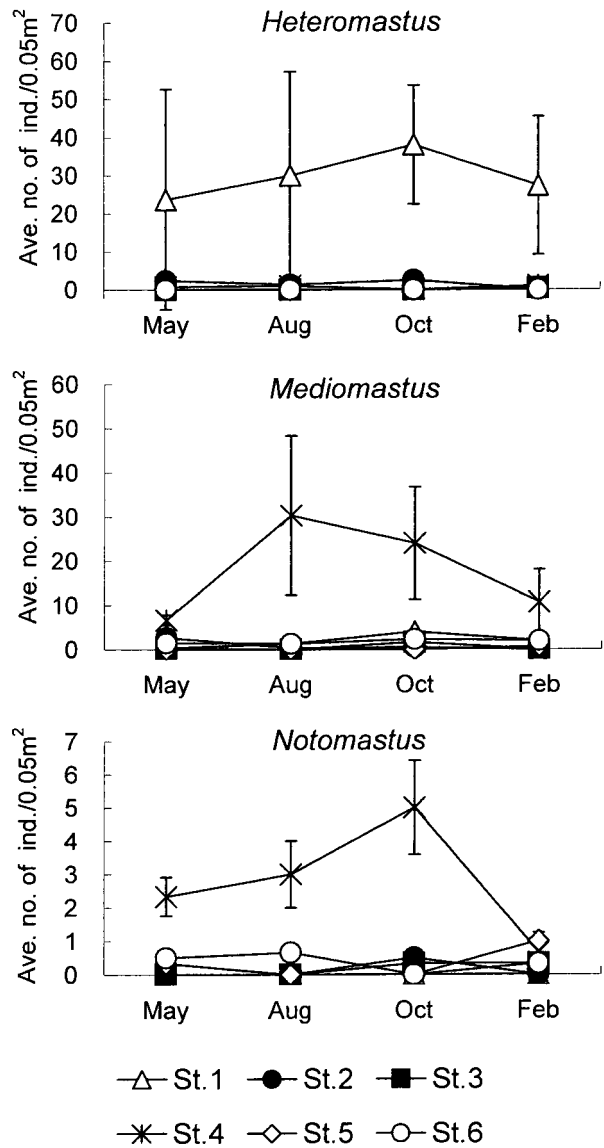 Heteromastus
Ave. no. of ind./0.05m²
70
60
50
40
30
20
10
0
May Aug Oct Feb
Mediomastus
Ave. no. of ind./0.05m²
60
50
40
30
20
10
0
May Aug Oct Feb
Notomastus
Ave. no. of ind./0.05m²
7
6
5
4
3
2
1
0
May Aug Oct Feb
St.1 St.2 St.3
St.4 St.5 St.6